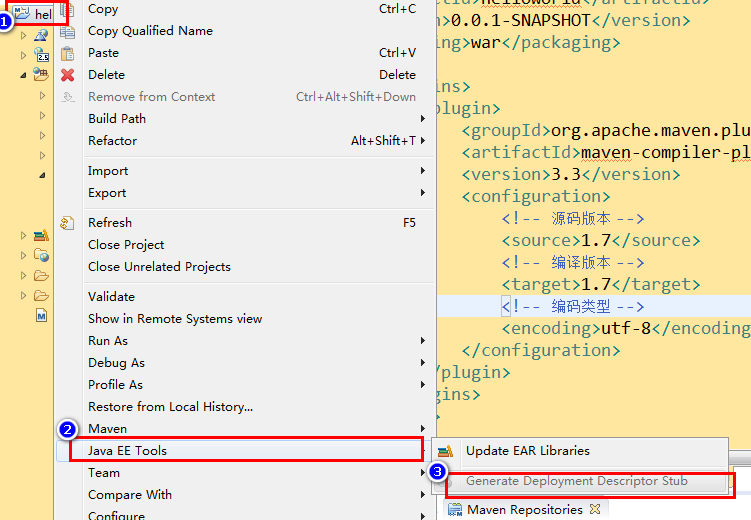 1
hel
Copy Ctrl+C
Copy Qualified Name
Paste Ctrl+V
Delete Delete
Remove from Context Ctrl+Alt+Shift+Down
Build Path
Refactor Alt+Shift+T
Import
Export
Refresh F5
Close Project
Close Unrelated Projects
Validate
Show in Remote Systems view
Run As
Debug As
Profile As
Restore from Local History...
2
Maven
Java EE Tools
Team
Compare With
Configure
3
Update EAR Libraries
Generate Deployment Descriptor Stub
Maven Repositories
>0.0.1-SNAPSHOT</version>
>war</packaging>
ins>
plugin>
<groupId>org.apache.maven.plu
<artifactId>maven-compiler-pl
<version>3.3</version>
<configuration>
<!-- 源码版本 -->
<source>1.7</source>
<!-- 编译版本 -->
<target>1.7</target>
<!-- 编码类型 -->
<encoding>utf-8</encoding
</configuration>
/plugin>
gins>
>